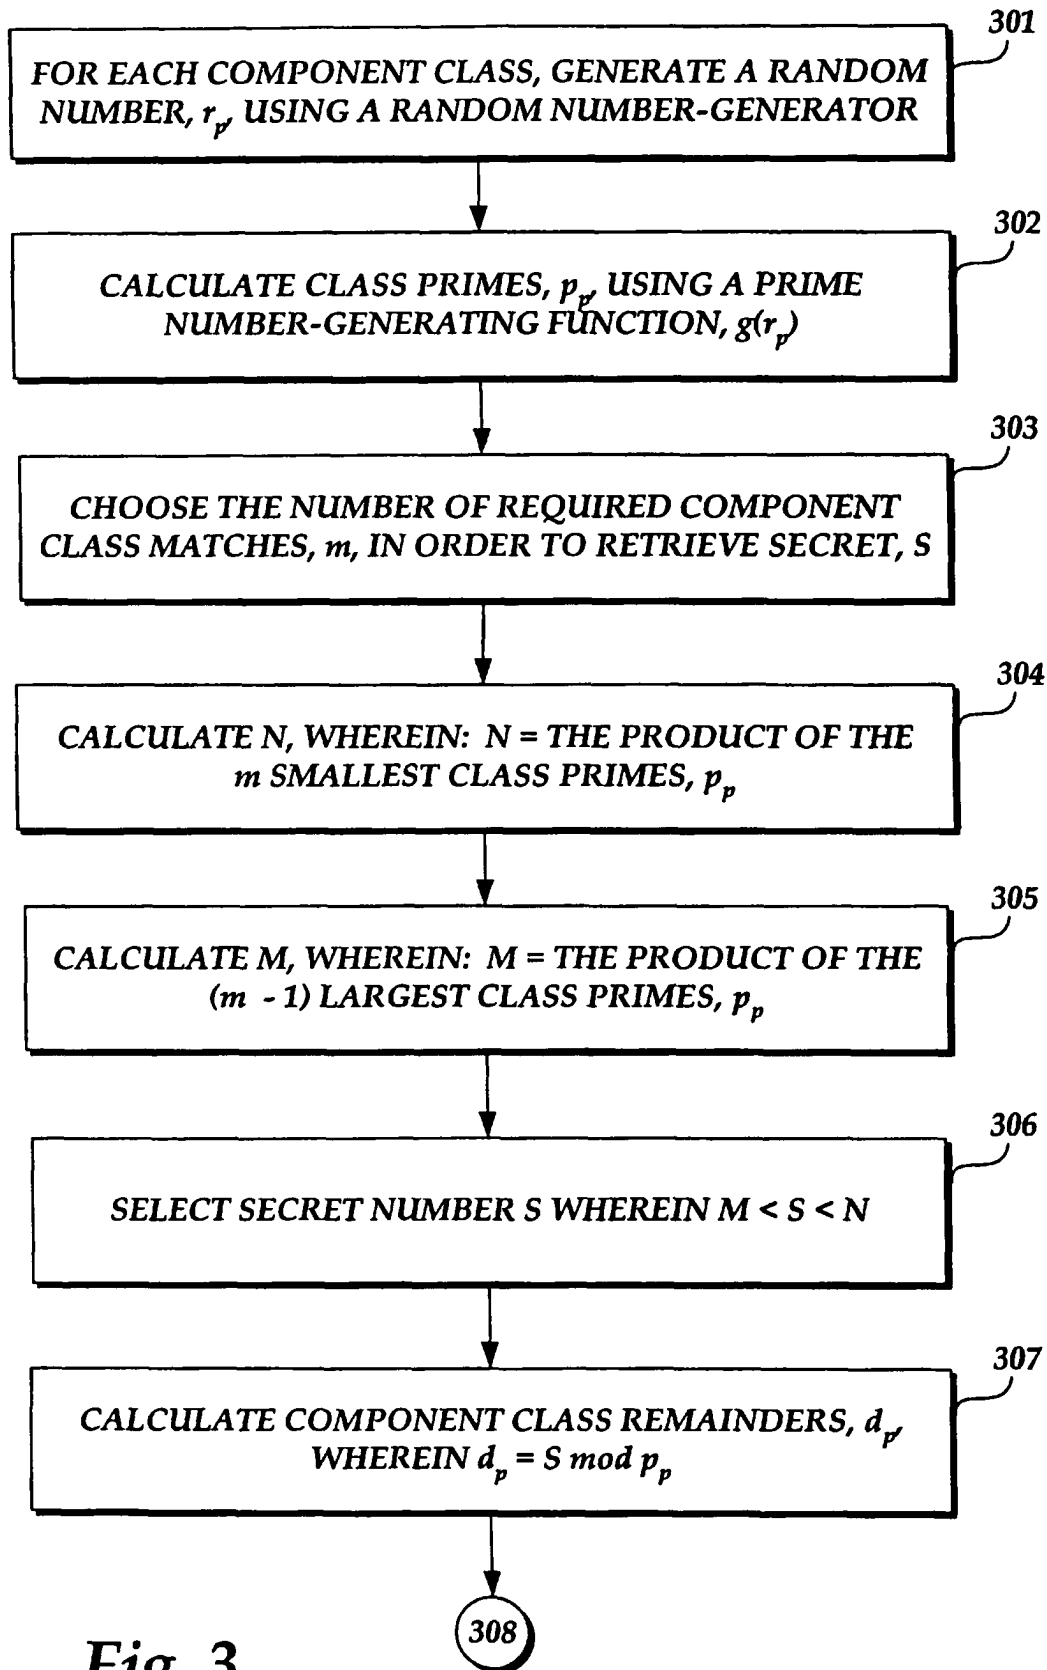 301
FOR EACH COMPONENT CLASS, GENERATE A RANDOM
NUMBER, r_p, USING A RANDOM NUMBER-GENERATOR
302
CALCULATE CLASS PRIMES, p_p, USING A PRIME
NUMBER-GENERATING FUNCTION, g(r_p)
303
CHOOSE THE NUMBER OF REQUIRED COMPONENT
CLASS MATCHES, m, IN ORDER TO RETRIEVE SECRET, S
304
CALCULATE N, WHEREIN: N = THE PRODUCT OF THE
m SMALLEST CLASS PRIMES, p_p
305
CALCULATE M, WHEREIN: M = THE PRODUCT OF THE
(m - 1) LARGEST CLASS PRIMES, p_p
306
SELECT SECRET NUMBER S WHEREIN M < S < N
307
CALCULATE COMPONENT CLASS REMAINDERS, d_p,
WHEREIN d_p = S mod p_p
308
Fig. 3